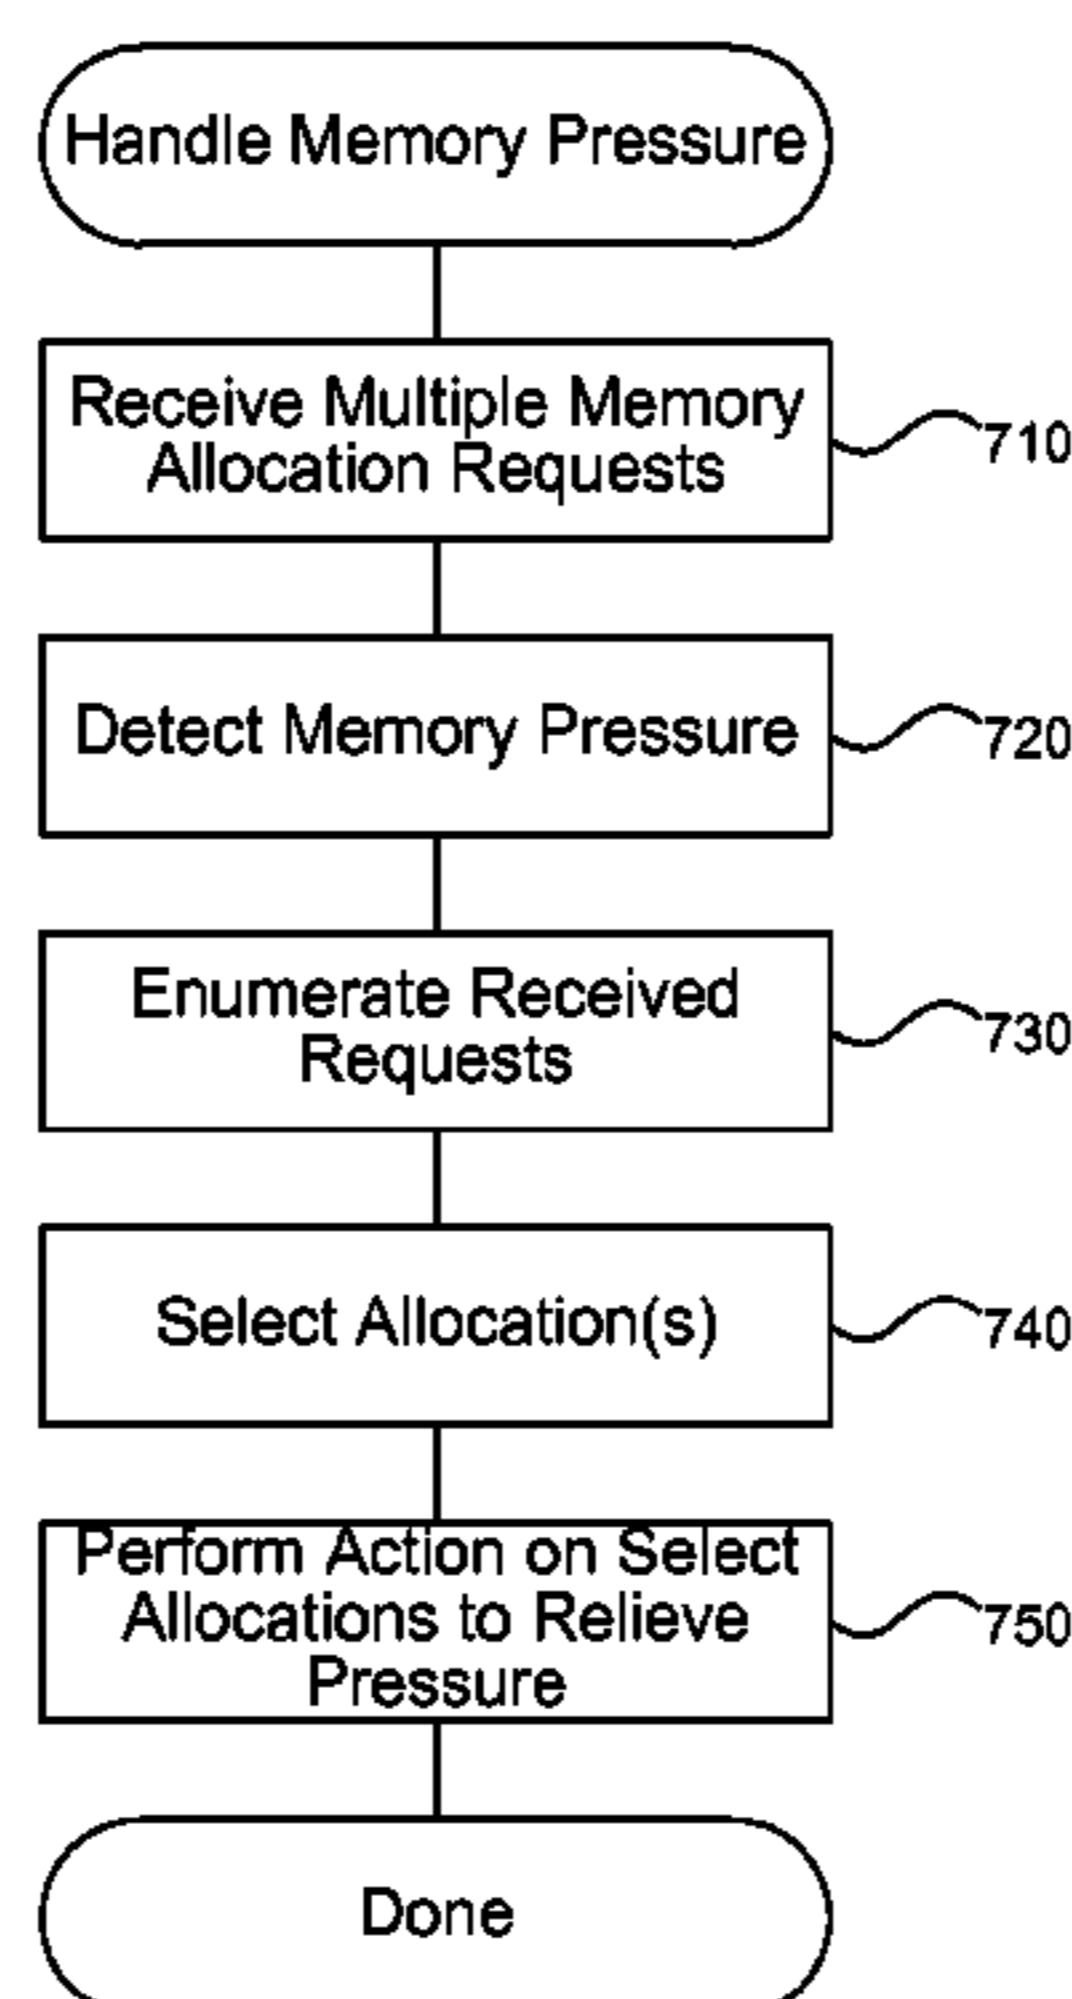 Handle Memory Pressure
Receive Multiple Memory
Allocation Requests
710
Detect Memory Pressure
720
Enumerate Received
Requests
730
Select Allocation(s)
740
Perform Action on Select
Allocations to Relieve
Pressure
750
Done